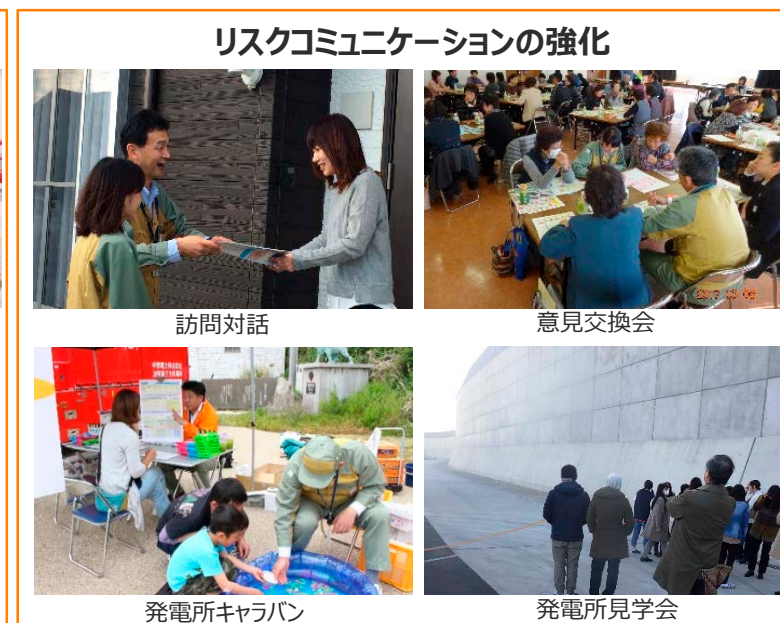 リスクコミュニケーションの強化
訪問対話
意見交換会
発電所キャラバン
発電所見学会